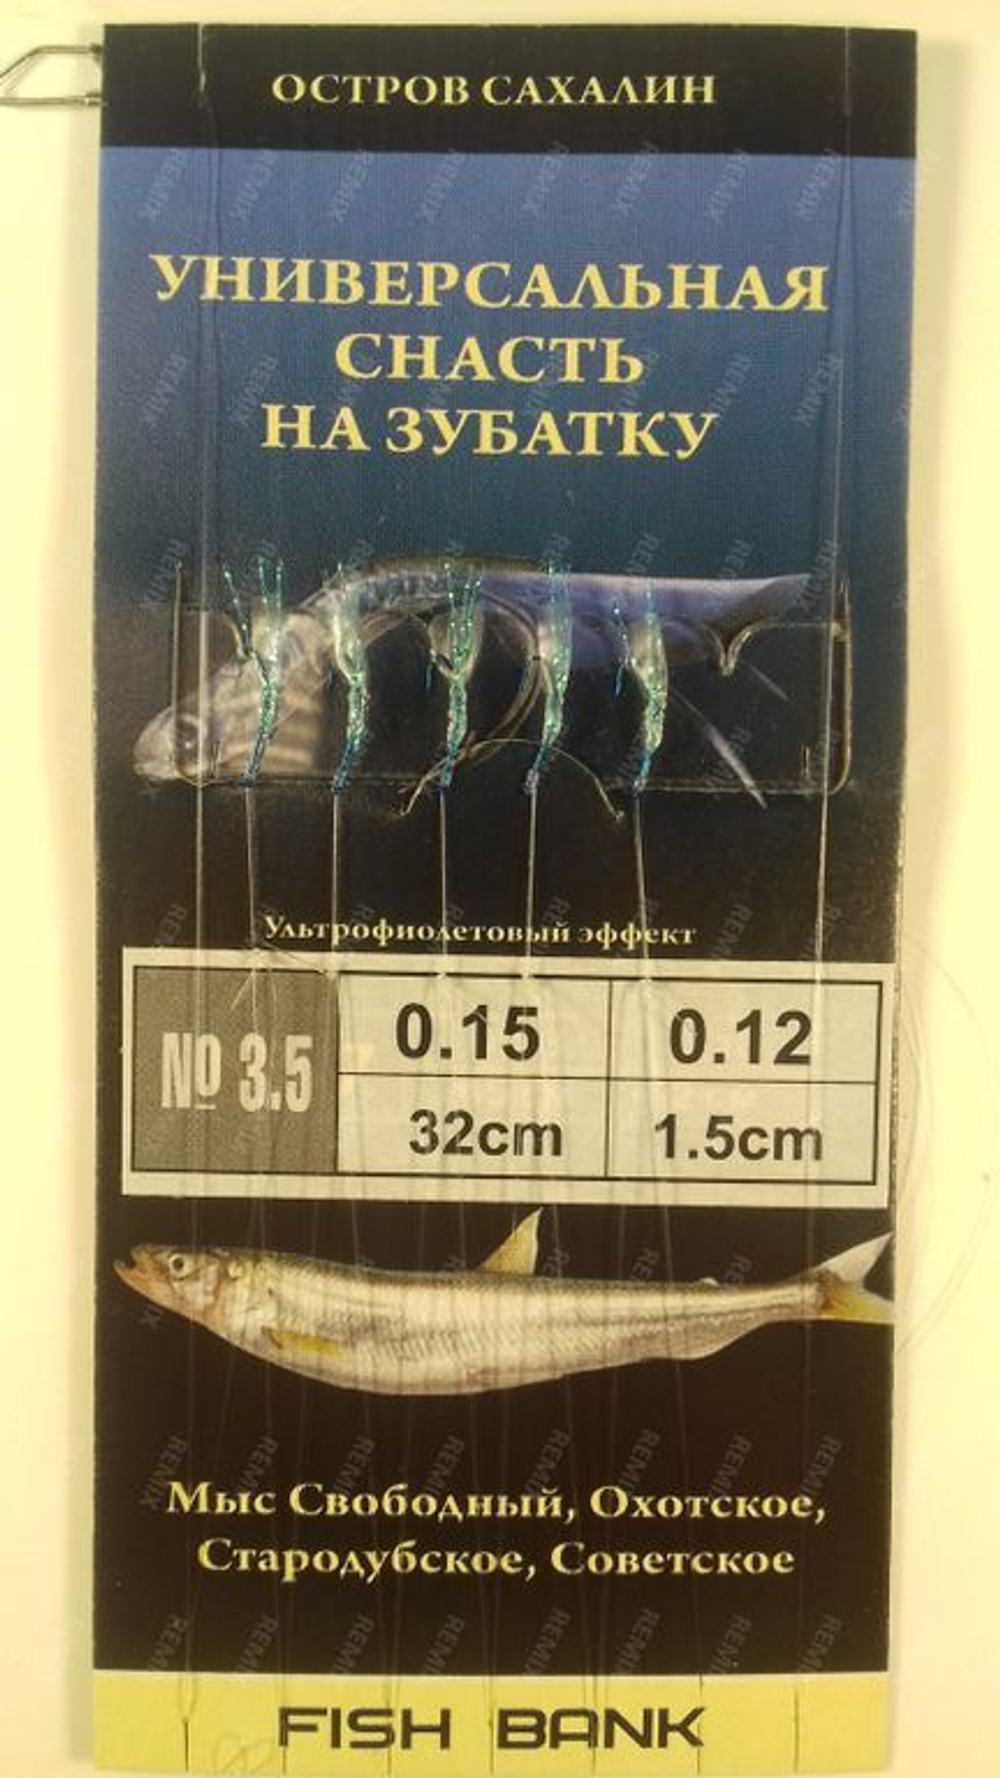 ОСТРОВ САХАЛИН
УНИВЕРСАЛЬНАЯ
СНАСТЬ
НА ЗУБАТКУ
Ультрофиолетовый эффект
№ 3.5
0.15 0.12
32cm 1.5cm
Мыс Свободный, Охотское,
Стародубское, Советское
FISH BANK
REMIX